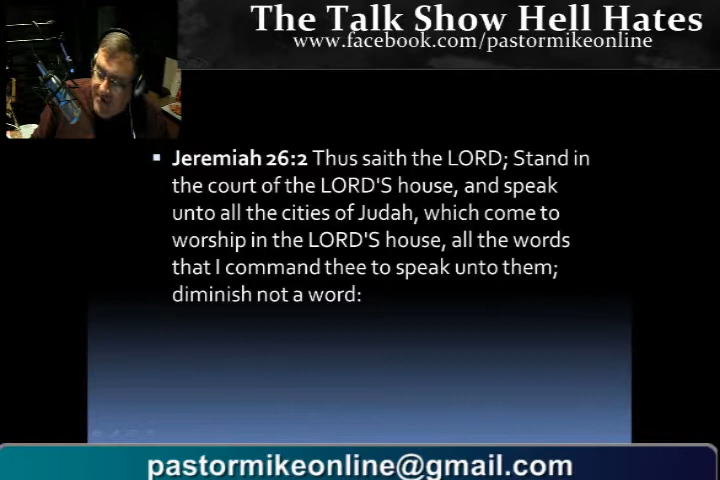 The Talk Show Hell Hates
www.facebook.com/pastormikeonline
Jeremiah 26:2 Thus saith the LORD; Stand in
the court of the LORD'S house, and speak
unto all the cities of Judah, which come to
worship in the LORD'S house, all the words
that I command thee to speak unto them;
diminish not a word:
pastormikeonline@gmail.com